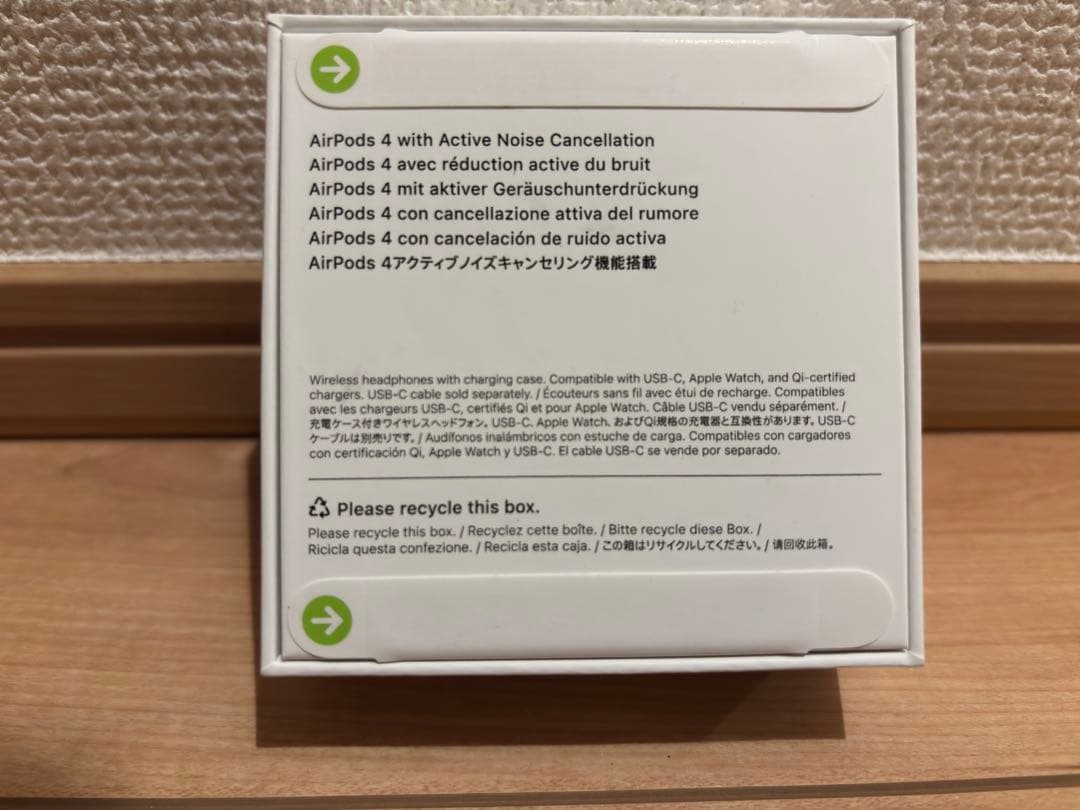 AirPods 4 with Active Noise Cancellation
AirPods 4 avec réduction active du bruit
AirPods 4 mit aktiver Geräuschunterdrückung
AirPods 4 con cancellazione attiva del rumore
AirPods 4 con cancelación de ruido activa
AirPods 4アクティブノイズキャンセリング機能搭載
Wireless headphones with charging case. Compatible with USB-C, Apple Watch, and Qi-certified
chargers. USB-C cable sold separately. / Écouteurs sans fil avec étui de recharge. Compatibles
avec les chargeurs USB-C, certifiés Qi et pour Apple Watch. Câble USB-C vendu séparément. /
充電ケース付きワイヤレスヘッドフォン。USB-C、Apple Watch、およびQi規格の充電器と互換性があります。USB-C
ケーブルは別売りです。/ Audífonos inalámbricos con estuche de carga. Compatibles con cargadores
con certificación Qi, Apple Watch y USB-C. El cable USB-C se vende por separado.
Please recycle this box.
Please recycle this box. / Recyclez cette boîte. / Bitte recycle diese Box. /
Ricicla questa confezione. / Recicla esta caja. / この箱はリサイクルしてください。/ 请回收此箱。